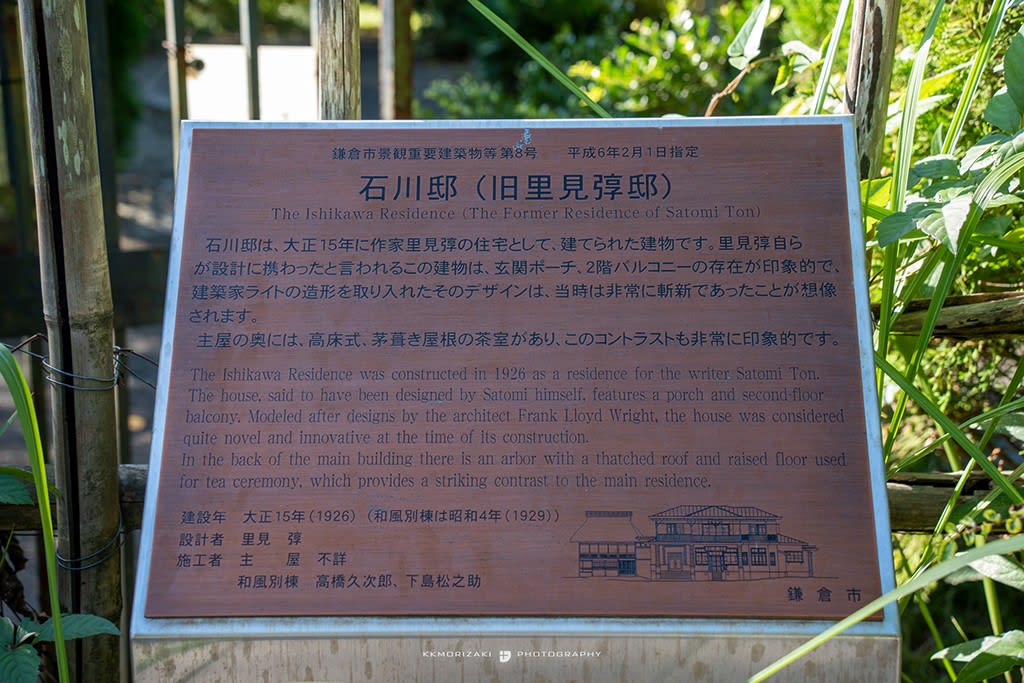 鎌倉市景観重要建築物等第8号　平成6年2月1日指定
石川邸（旧里見弴邸）
The Ishikawa Residence (The Former Residence of Satomi Ton)
石川邸は、大正15年に作家里見弴の住宅として、建てられた建物です。里見弴自ら
が設計に携わったと言われるこの建物は、玄関ポーチ、2階バルコニーの存在が印象的で、
建築家ライトの造形を取り入れたそのデザインは、当時は非常に斬新であったことが想像
されます。
主屋の奥には、高床式、茅葺き屋根の茶室があり、このコントラストも非常に印象的です。
The Ishikawa Residence was constructed in 1926 as a residence for the writer Satomi Ton.
The house, said to have been designed by Satomi himself, features a porch and second-floor
balcony. Modeled after designs by the architect Frank Lloyd Wright, the house was considered
quite novel and innovative at the time of its construction.
In the back of the main building there is an arbor with a thatched roof and raised floor used
for tea ceremony, which provides a striking contrast to the main residence.
建設年　大正15年(1926)（和風別棟は昭和4年(1929)）
設計者　里見　弴
施工者　主　　屋　不詳
和風別棟　高橋久次郎、下島松之助
鎌倉市
KKMORIZAKI PHOTOGRAPHY